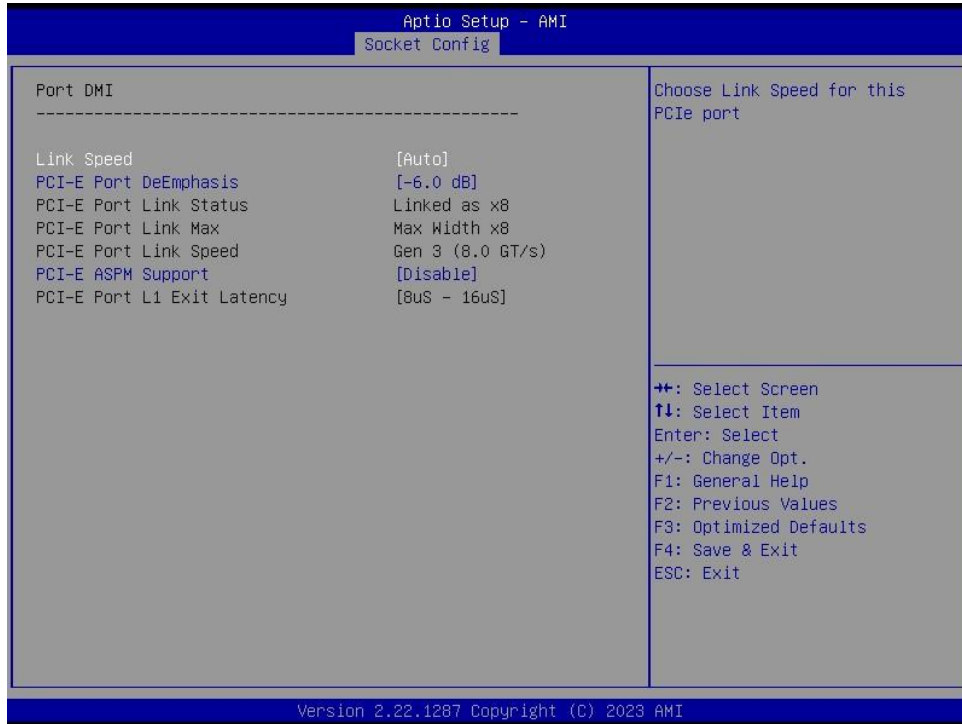 Aptio Setup – AMI
Socket Config
Port DMI
--------------------------------------------------
Link Speed [Auto]
PCI-E Port DeEmphasis [-6.0 dB]
PCI-E Port Link Status Linked as x8
PCI-E Port Link Max Max Width x8
PCI-E Port Link Speed Gen 3 (8.0 GT/s)
PCI-E ASPM Support [Disable]
PCI-E Port L1 Exit Latency [8uS - 16uS]
Choose Link Speed for this
PCIe port
→←: Select Screen
↑↓: Select Item
Enter: Select
+/-: Change Opt.
F1: General Help
F2: Previous Values
F3: Optimized Defaults
F4: Save & Exit
ESC: Exit
Version 2.22.1287 Copyright (C) 2023 AMI